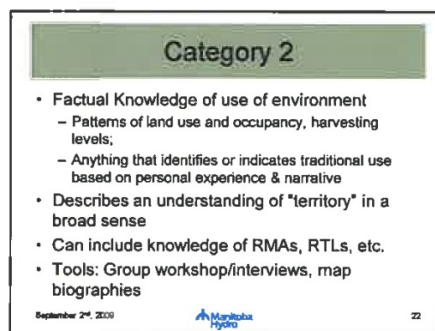 Category 2
• Factual Knowledge of use of environment
– Patterns of land use and occupancy, harvesting
levels;
– Anything that identifies or indicates traditional use
based on personal experience & narrative
• Describes an understanding of "territory" in a
broad sense
• Can include knowledge of RMAs, RTLs, etc.
• Tools: Group workshop/interviews, map
biographies
September 2nd, 2009
Manitoba
Hydro
22